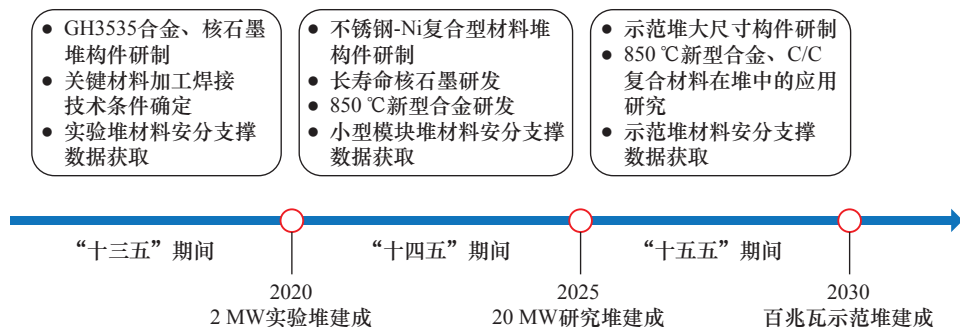 ● GH3535合金、核石墨
堆构件研制
● 关键材料加工焊接
技术条件确定
● 实验堆材料安分支撑
数据获取
● 不锈钢-Ni复合型材料堆
构件研制
● 长寿命核石墨研发
● 850 ℃新型合金研发
● 小型模块堆材料安分支撑
数据获取
● 示范堆大尺寸构件研制
● 850 ℃新型合金、C/C
复合材料在堆中的应用
研究
● 示范堆材料安分支撑
数据获取
“十三五”期间
“十四五”期间
“十五五”期间
2020
2 MW实验堆建成
2025
20 MW研究堆建成
2030
百兆瓦示范堆建成